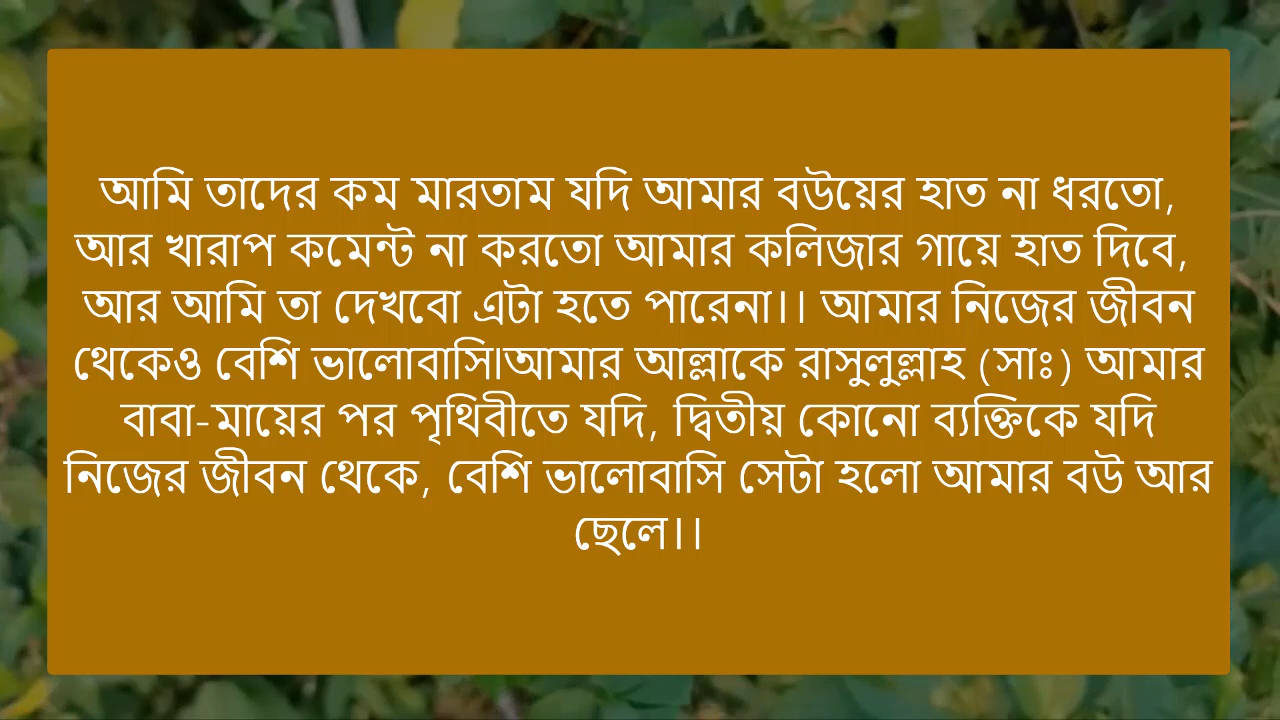 আমি তাদের কম মারতাম যদি আমার বউয়ের হাত না ধরতো,
আর খারাপ কমেন্ট না করতো আমার কলিজার গায়ে হাত দিবে,
আর আমি তা দেখবো এটা হতে পারেনা।। আমার নিজের জীবন
থেকেও বেশি ভালোবাসি।আমার আল্লাকে রাসুলুল্লাহ (সাঃ) আমার
বাবা-মায়ের পর পৃথিবীতে যদি, দ্বিতীয় কোনো ব্যক্তিকে যদি
নিজের জীবন থেকে, বেশি ভালোবাসি সেটা হলো আমার বউ আর
ছেলে।।